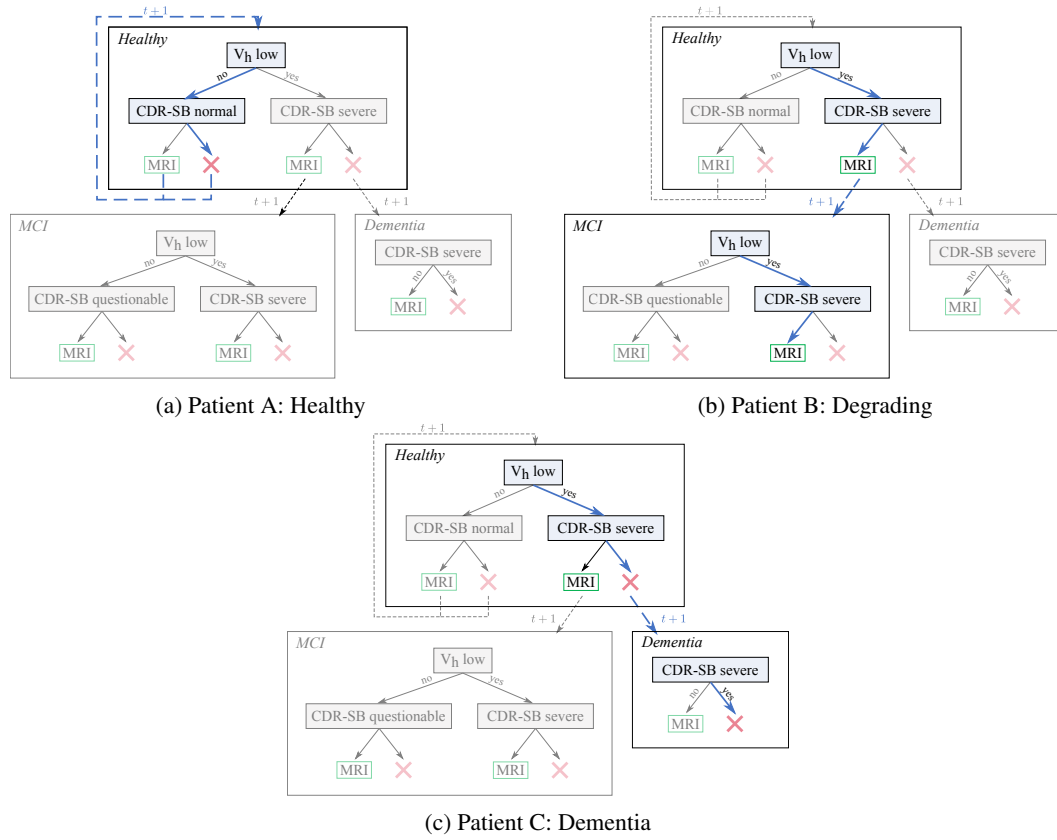 t + 1
Healthy
Vh low
no
yes
CDR-SB normal
CDR-SB severe
MRI
MRI
t + 1
t + 1
MCI
Vh low
no
yes
CDR-SB questionable
CDR-SB severe
MRI
MRI
Dementia
CDR-SB severe
no
yes
MRI
(a) Patient A: Healthy
t + 1
Healthy
Vh low
no
yes
CDR-SB normal
CDR-SB severe
MRI
MRI
t + 1
t + 1
MCI
Vh low
no
yes
CDR-SB questionable
CDR-SB severe
MRI
MRI
Dementia
CDR-SB severe
no
yes
MRI
(b) Patient B: Degrading
t + 1
Healthy
Vh low
no
yes
CDR-SB normal
CDR-SB severe
MRI
MRI
t + 1
t + 1
MCI
Vh low
no
yes
CDR-SB questionable
CDR-SB severe
MRI
MRI
Dementia
CDR-SB severe
no
yes
MRI
(c) Patient C: Dementia